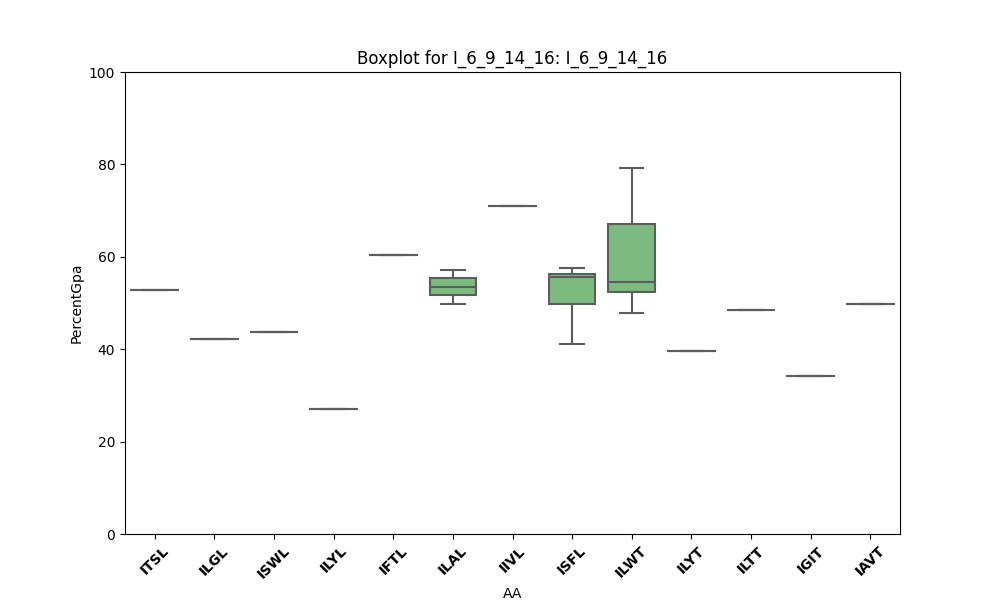 Boxplot for I_6_9_14_16: I_6_9_14_16
100
80
60
40
20
0
PercentGpa
ITSL
ILGL
ISWL
ILYL
IFTL
ILAL
IIVL
ISFL
ILWT
ILYT
ILTT
IGIT
IAVT
AA